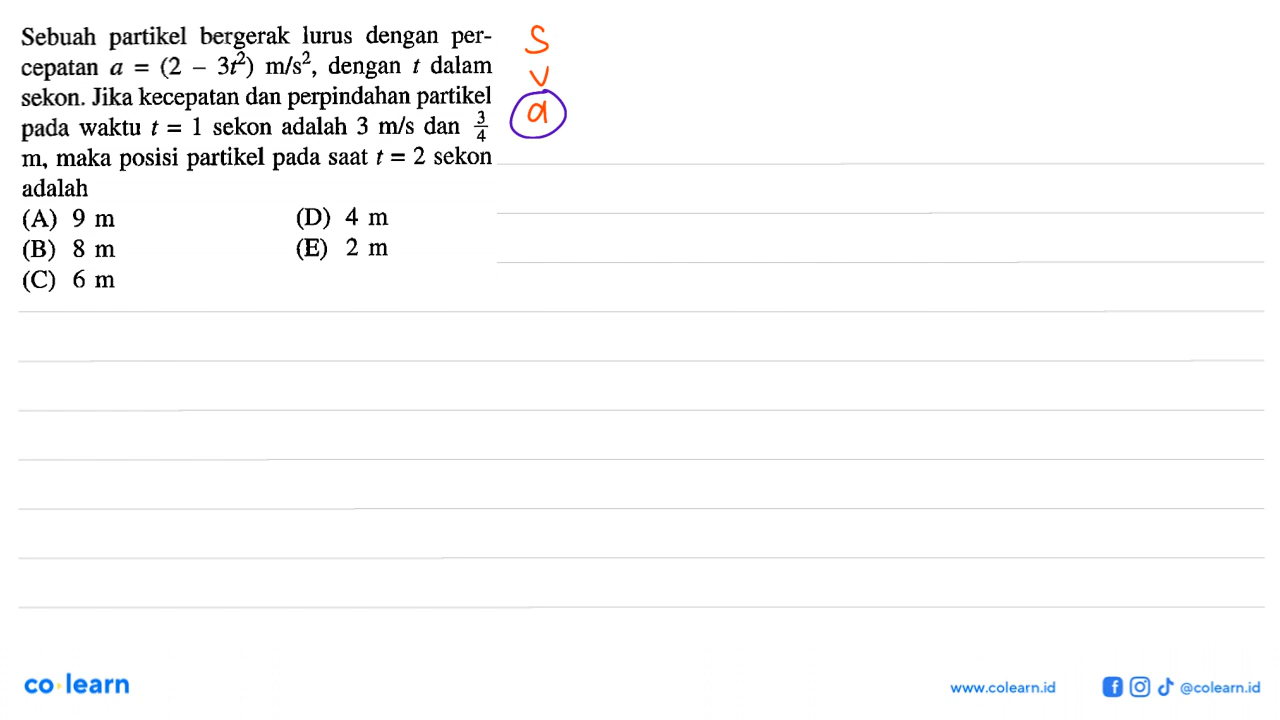 Sebuah partikel bergerak lurus dengan per-
cepatan a = (2 – 3t²) m/s², dengan t dalam
sekon. Jika kecepatan dan perpindahan partikel
pada waktu t = 1 sekon adalah 3 m/s dan 3/4
m, maka posisi partikel pada saat t = 2 sekon
adalah
(A) 9 m (D) 4 m
(B) 8 m (E) 2 m
(C) 6 m
S
v
a
co learn
www.colearn.id
@colearn.id